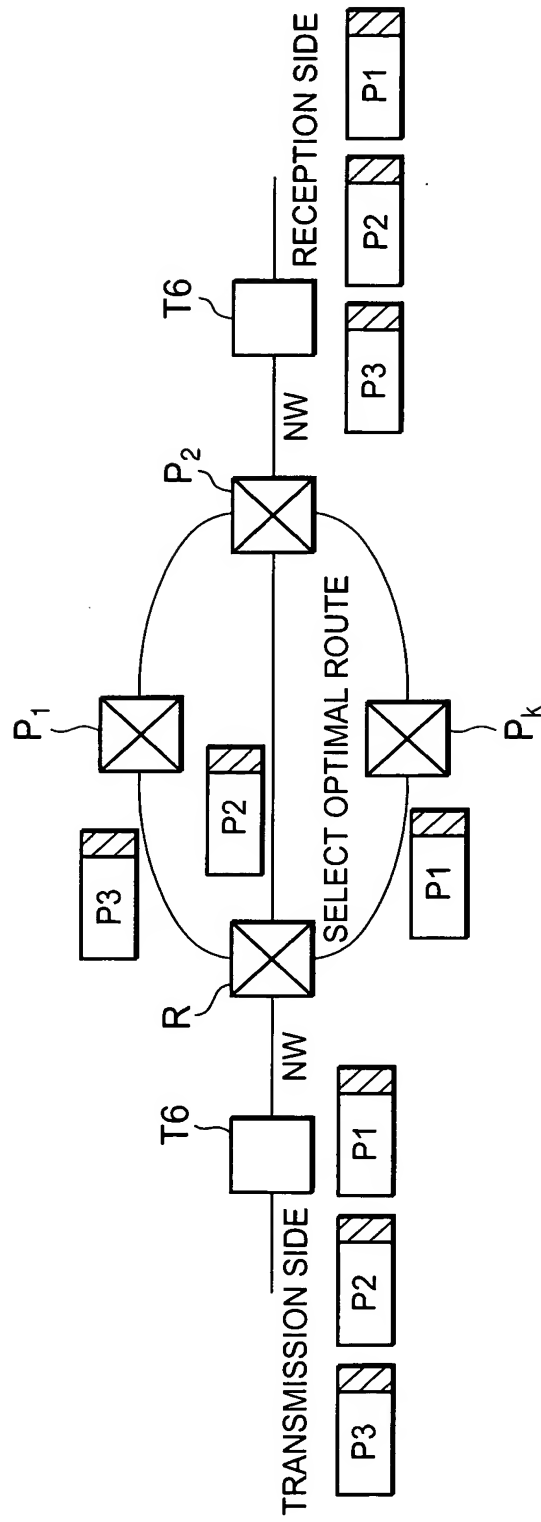 TRANSMISSION SIDE
T6
NW
R
P₁
P₂
Pₖ
NW
T6
RECEPTION SIDE
SELECT OPTIMAL ROUTE
P3
P2
P1
P3
P2
P1
P3
P2
P1